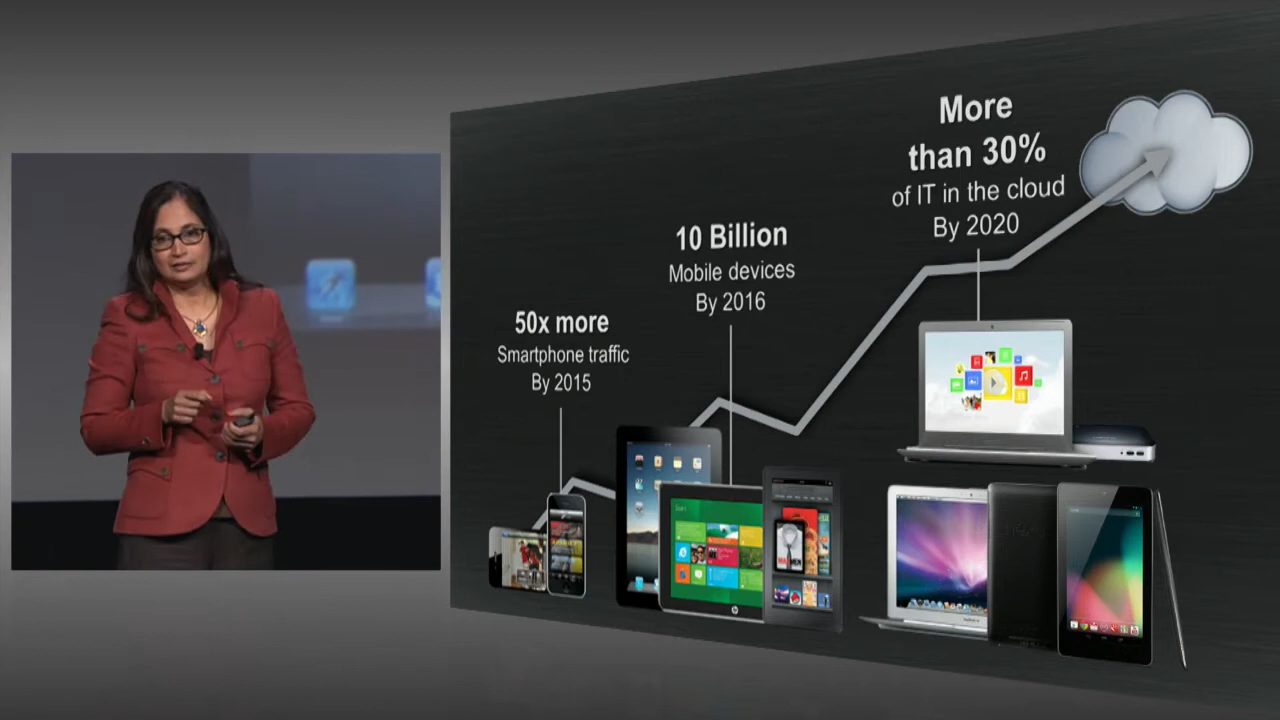 50x more
Smartphone traffic
By 2015
10 Billion
Mobile devices
By 2016
More
than 30%
of IT in the cloud
By 2020
hp